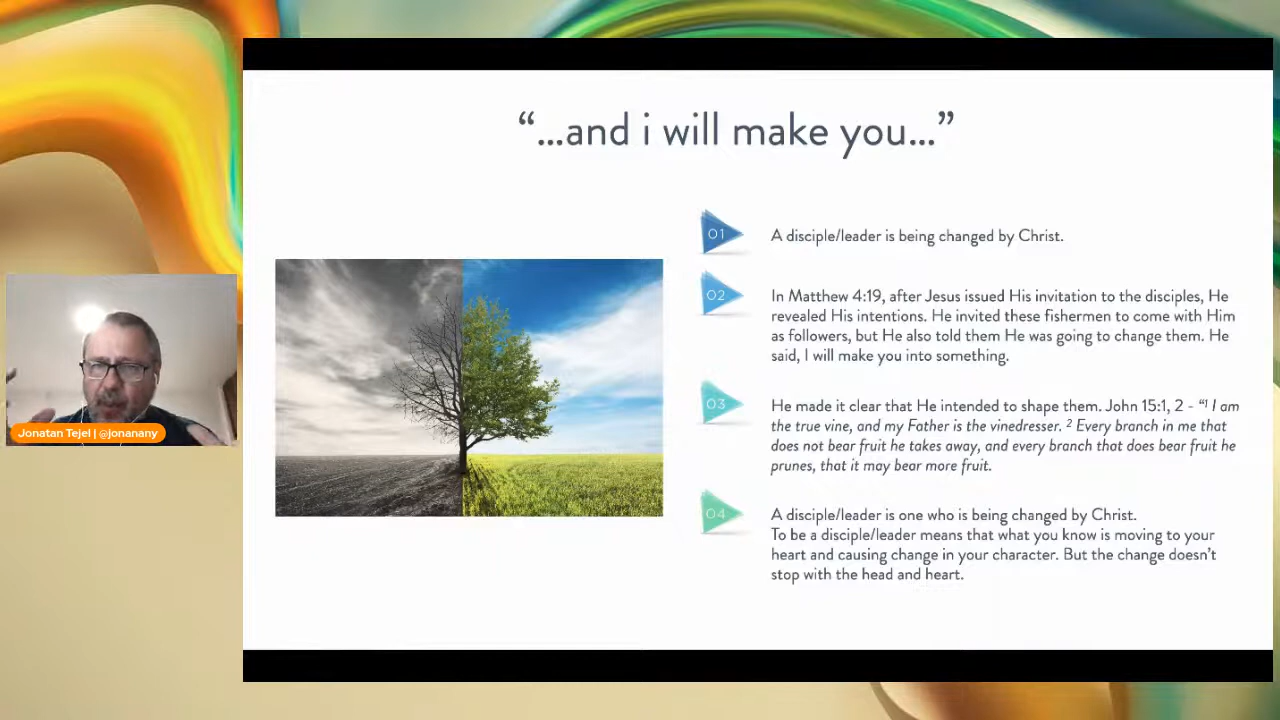 “...and i will make you...”
01
A disciple/leader is being changed by Christ.
02
In Matthew 4:19, after Jesus issued His invitation to the disciples, He
revealed His intentions. He invited these fishermen to come with Him
as followers, but He also told them He was going to change them. He
said, I will make you into something.
03
He made it clear that He intended to shape them. John 15:1, 2 - “¹ I am
the true vine, and my Father is the vinedresser. ² Every branch in me that
does not bear fruit he takes away, and every branch that does bear fruit he
prunes, that it may bear more fruit.
04
A disciple/leader is one who is being changed by Christ.
To be a disciple/leader means that what you know is moving to your
heart and causing change in your character. But the change doesn’t
stop with the head and heart.
Jonatan Tejel | @jonanany